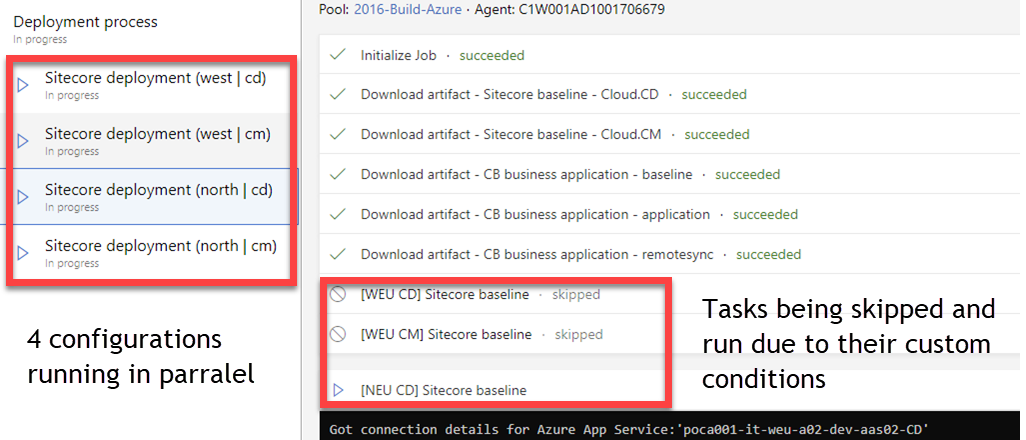 Deployment process
In progress
Sitecore deployment (west | cd)
In progress
Sitecore deployment (west | cm)
In progress
Sitecore deployment (north | cd)
In progress
Sitecore deployment (north | cm)
In progress
4 configurations
running in parralel
Pool: 2016-Build-Azure · Agent: C1W001AD1001706679
Initialize Job · succeeded
Download artifact - Sitecore baseline - Cloud.CD · succeeded
Download artifact - Sitecore baseline - Cloud.CM · succeeded
Download artifact - CB business application - baseline · succeeded
Download artifact - CB business application - application · succeeded
Download artifact - CB business application - remotesync · succeeded
[WEU CD] Sitecore baseline · skipped
[WEU CM] Sitecore baseline · skipped
[NEU CD] Sitecore baseline
Tasks being skipped and
run due to their custom
conditions
Got connection details for Azure App Service:'poca001-it-weu-a02-dev-aas02-CD'